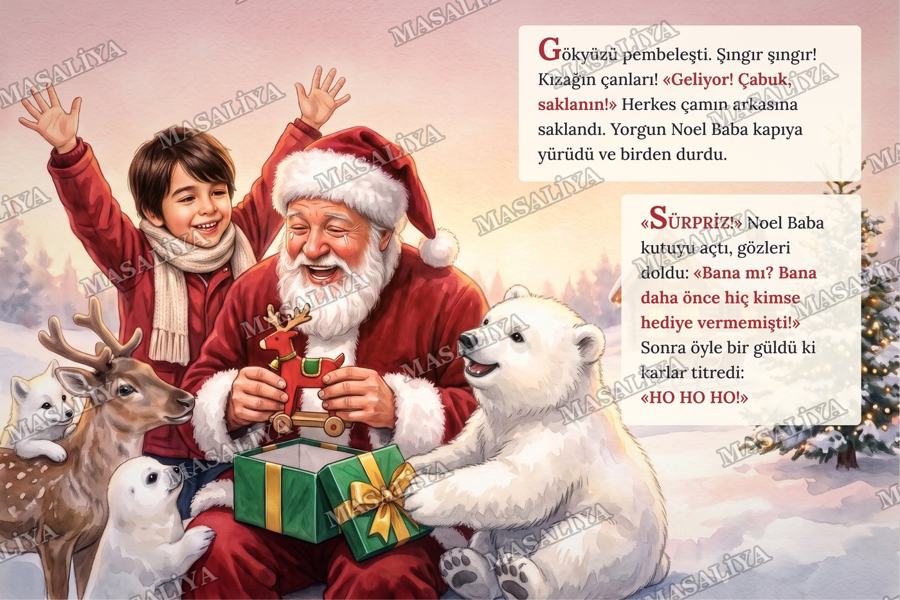 Gökyüzü pembeleşti. Şıngır şıngır!
Kızağın çanları! «Geliyor! Çabuk,
saklanın!» Herkes çamın arkasına
saklandı. Yorgun Noel Baba kapıya
yürüdü ve birden durdu.
«SÜRPRİZ!» Noel Baba
kutuyu açtı, gözleri
doldu: «Bana mı? Bana
daha önce hiç kimse
hediye vermemişti!»
Sonra öyle bir güldü ki
karlar titredi:
«HO HO HO!»
MASALİYA